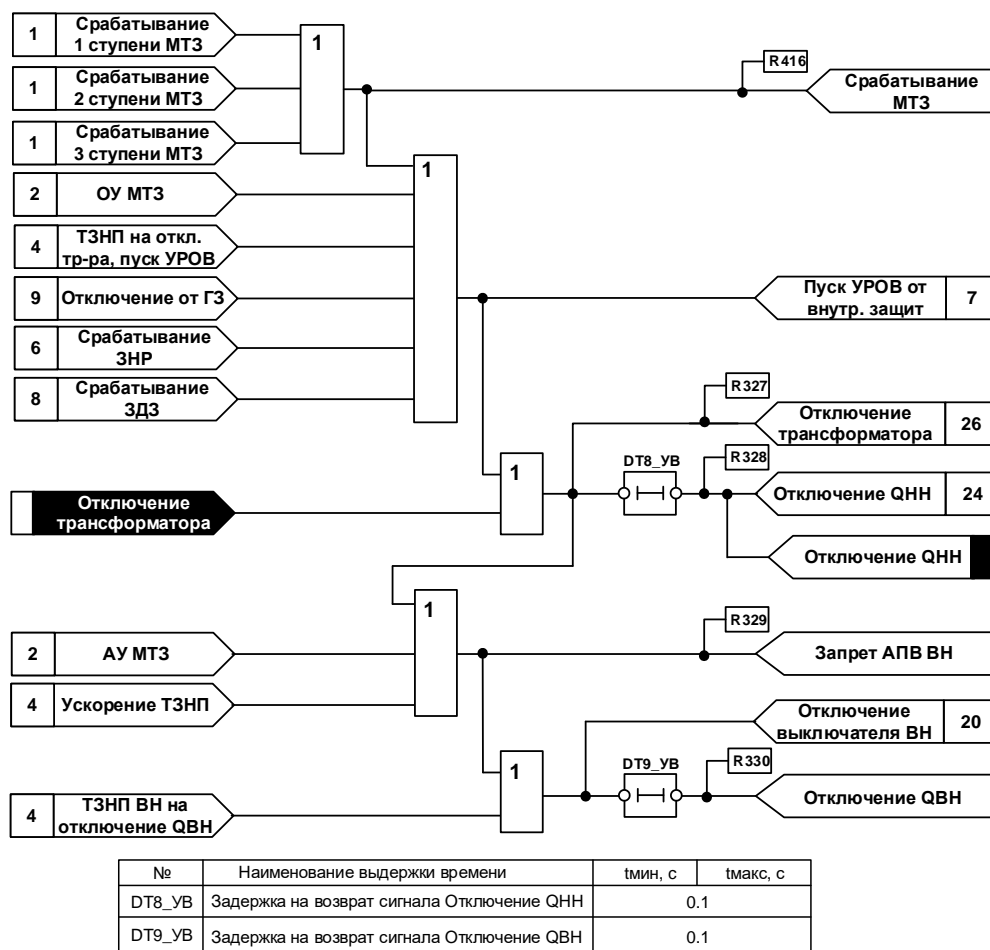 1
Срабатывание
1 ступени МТЗ
1
Срабатывание
2 ступени МТЗ
1
Срабатывание
3 ступени МТЗ
1
R416
Срабатывание
МТЗ
2
ОУ МТЗ
4
ТЗНП на откл.
тр-ра, пуск УРОВ
9
Отключение от ГЗ
6
Срабатывание
ЗНР
8
Срабатывание
ЗДЗ
1
Пуск УРОВ от
внутр. защит
7
R327
Отключение
трансформатора
26
Отключение
трансформатора
1
DT8_УВ
R328
Отключение QНН
24
Отключение QНН
2
АУ МТЗ
4
Ускорение ТЗНП
1
R329
Запрет АПВ ВН
Отключение
выключателя ВН
20
4
ТЗНП ВН на
отключение QВН
1
DT9_УВ
R330
Отключение QВН
№ Наименование выдержки времени tмин, с tмакс, с
DT8_УВ Задержка на возврат сигнала Отключение QНН 0.1
DT9_УВ Задержка на возврат сигнала Отключение QВН 0.1